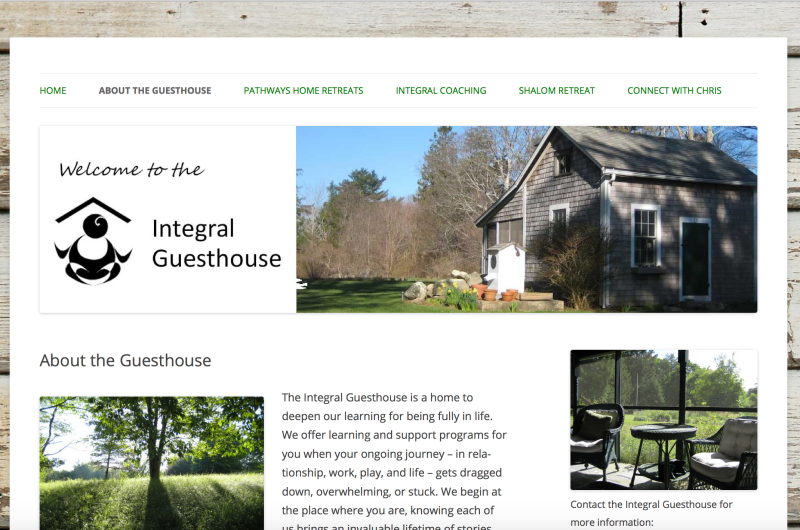 HOME ABOUT THE GUESTHOUSE PATHWAYS HOME RETREATS INTEGRAL COACHING SHALOM RETREAT CONNECT WITH CHRIS
Welcome to the
Integral
Guesthouse
About the Guesthouse
The Integral Guesthouse is a home to
deepen our learning for being fully in life.
We offer learning and support programs for
you when your ongoing journey – in rela-
tionship, work, play, and life – gets dragged
down, overwhelming, or stuck. We begin at
the place where you are, knowing each of
us brings an invaluable lifetime of stories
Contact the Integral Guesthouse for
more information: